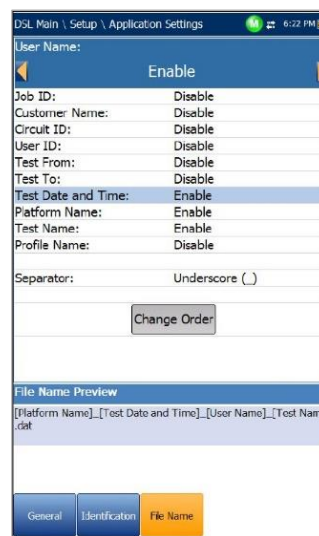 DSL Main \ Setup \ Application Settings M 6:22 PM
User Name:
Enable
Job ID: Disable
Customer Name: Disable
Circuit ID: Disable
User ID: Disable
Test From: Disable
Test To: Disable
Test Date and Time: Enable
Platform Name: Enable
Test Name: Enable
Profile Name: Disable
Separator: Underscore (_)
Change Order
File Name Preview
[Platform Name]_[Test Date and Time]_[User Name]_[Test Nam
.dat
General Identification File Name